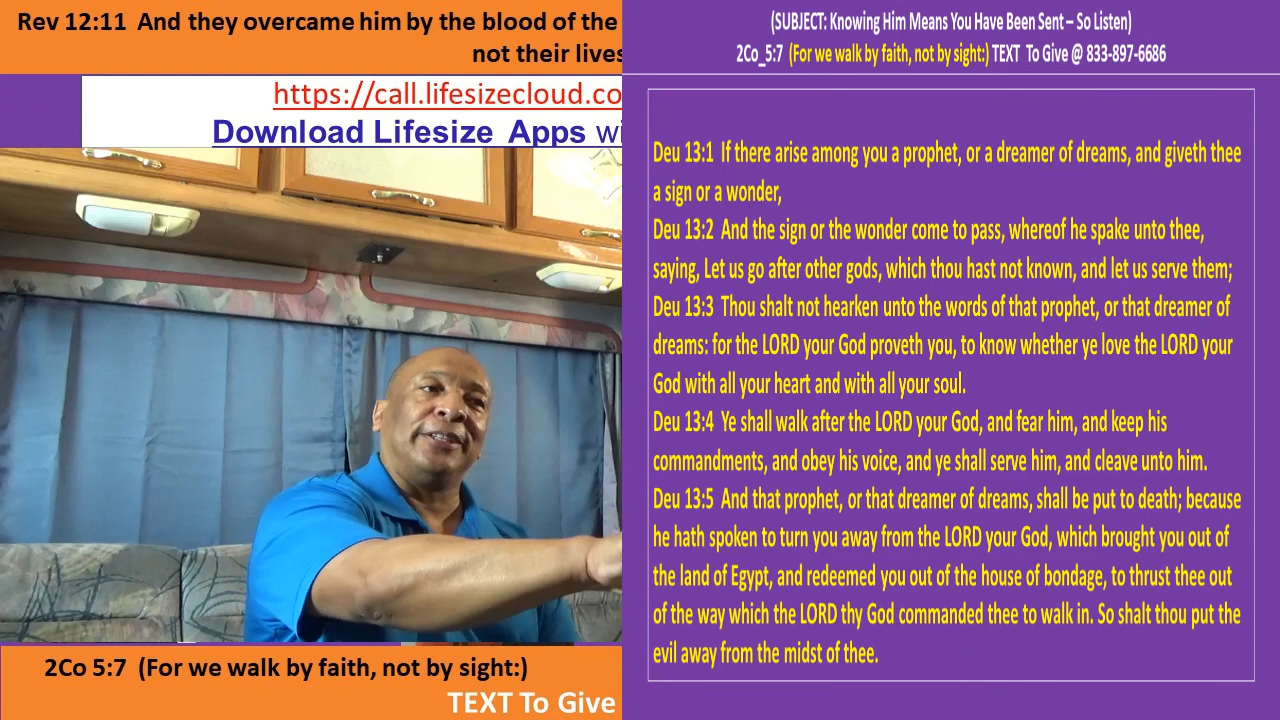 Rev 12:11 And they overcame him by the blood of the
not their lives
https://call.lifesizecloud.co
Download Lifesize Apps wi
2Co 5:7 (For we walk by faith, not by sight:)
TEXT To Give
(SUBJECT: Knowing Him Means You Have Been Sent – So Listen)
2Co_5:7 (For we walk by faith, not by sight:) TEXT To Give @ 833-897-6686
Deu 13:1 If there arise among you a prophet, or a dreamer of dreams, and giveth thee
a sign or a wonder,
Deu 13:2 And the sign or the wonder come to pass, whereof he spake unto thee,
saying, Let us go after other gods, which thou hast not known, and let us serve them;
Deu 13:3 Thou shalt not hearken unto the words of that prophet, or that dreamer of
dreams: for the LORD your God proveth you, to know whether ye love the LORD your
God with all your heart and with all your soul.
Deu 13:4 Ye shall walk after the LORD your God, and fear him, and keep his
commandments, and obey his voice, and ye shall serve him, and cleave unto him.
Deu 13:5 And that prophet, or that dreamer of dreams, shall be put to death; because
he hath spoken to turn you away from the LORD your God, which brought you out of
the land of Egypt, and redeemed you out of the house of bondage, to thrust thee out
of the way which the LORD thy God commanded thee to walk in. So shalt thou put the
evil away from the midst of thee.